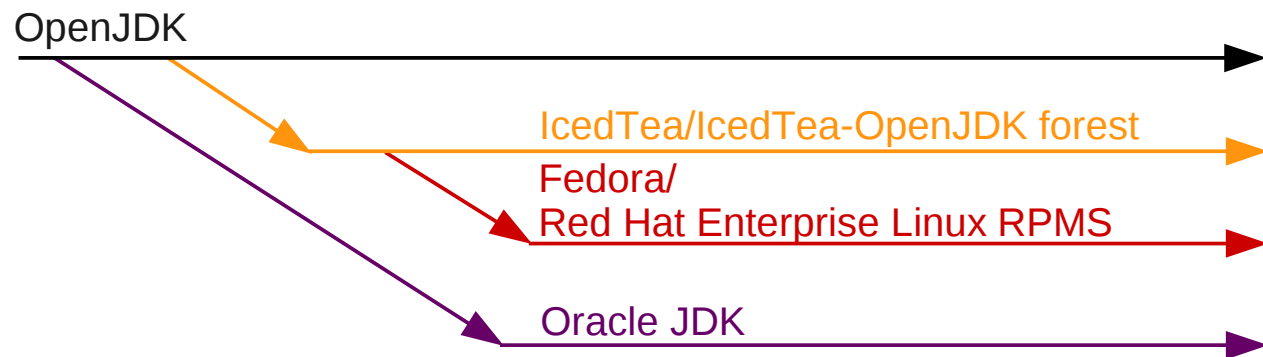 OpenJDK
IcedTea/IcedTea-OpenJDK forest
Fedora/
Red Hat Enterprise Linux RPMS
Oracle JDK